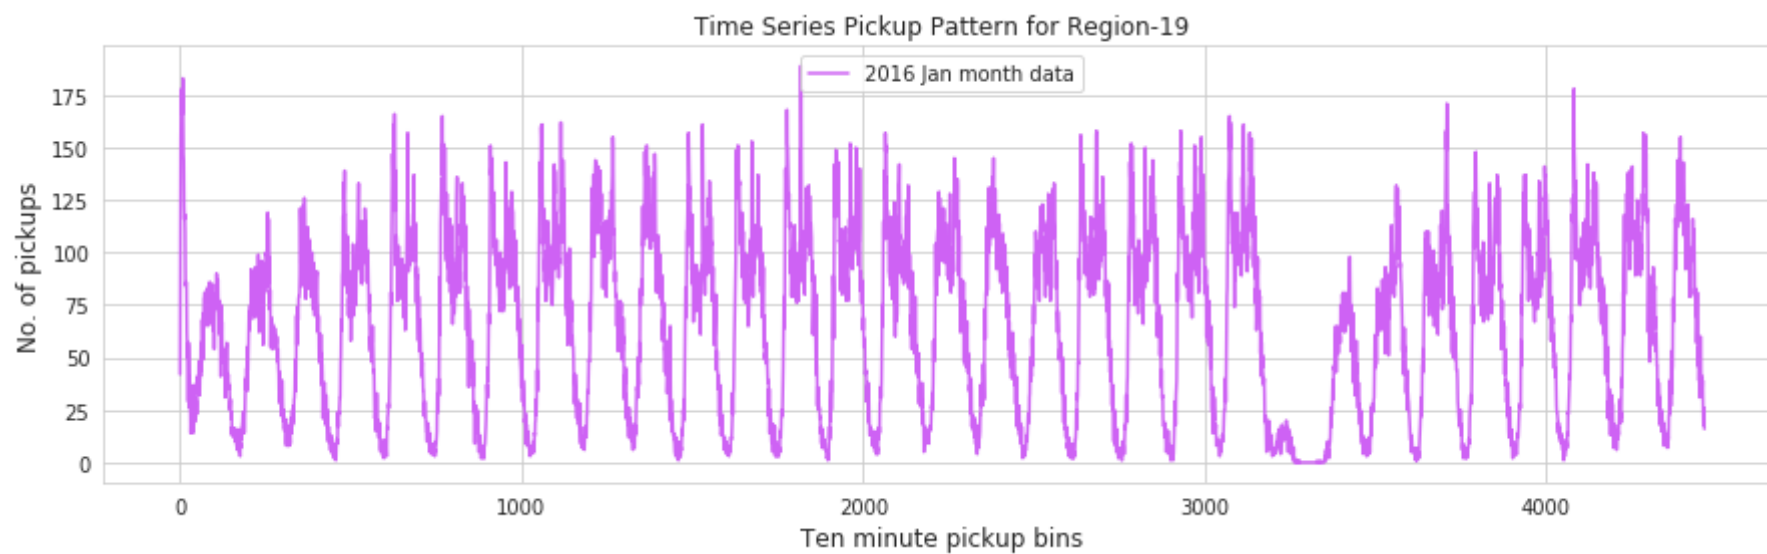 Time Series Pickup Pattern for Region-19
2016 Jan month data
No. of pickups
175
150
125
100
75
50
25
0
0 1000 2000 3000 4000
Ten minute pickup bins